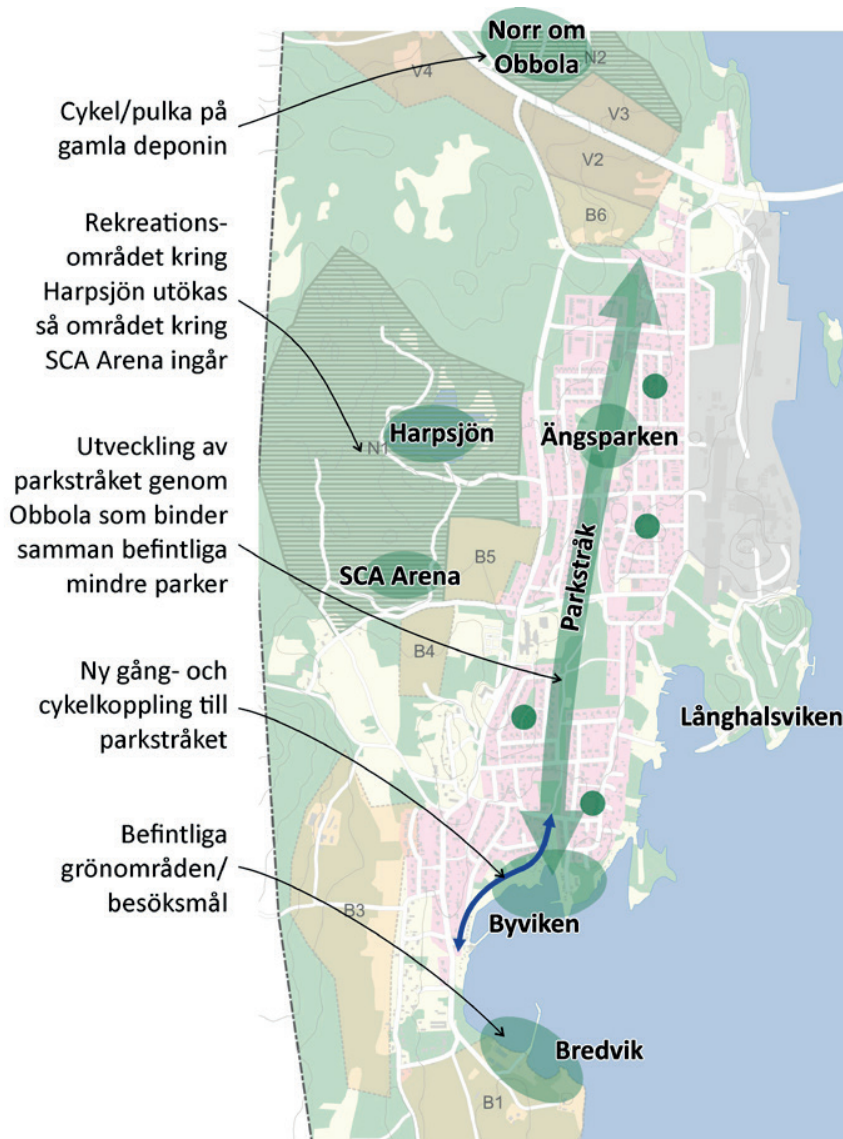 Norr om
Obbola
N2
V4
Cykel/pulka på
gamla deponin
V3
V2
B6
Rekreations-
området kring
Harpsjön utökas
så området kring
SCA Arena ingår
Harpsjön
Ängsparken
N1
Utveckling av
parkstråket genom
Obbola som binder
samman befintliga
mindre parker
B5
SCA Arena
Parkstråk
B4
Ny gång- och
cykelkoppling till
parkstråket
Långhalsviken
Befintliga
grönområden/
besöksmål
B3
Byviken
Bredvik
B1